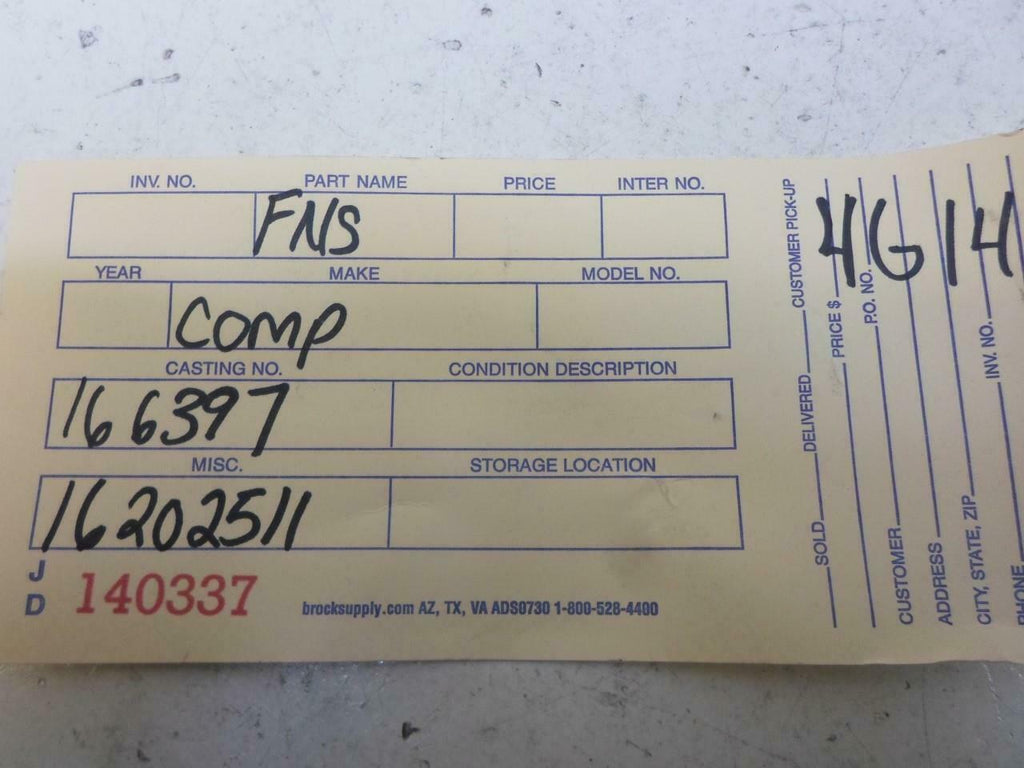 INV. NO. PART NAME PRICE INTER NO.
FNS
YEAR MAKE MODEL NO.
comp
CASTING NO. CONDITION DESCRIPTION
166397
MISC. STORAGE LOCATION
16202511
J
D
140337
brocksupply.com AZ, TX, VA ADS0730 1-800-528-4400
4G14
SOLD DELIVERED CUSTOMER PICK-UP
PRICE $
P.O. NO.
CUSTOMER
ADDRESS
CITY, STATE, ZIP INV. NO.
PHONE